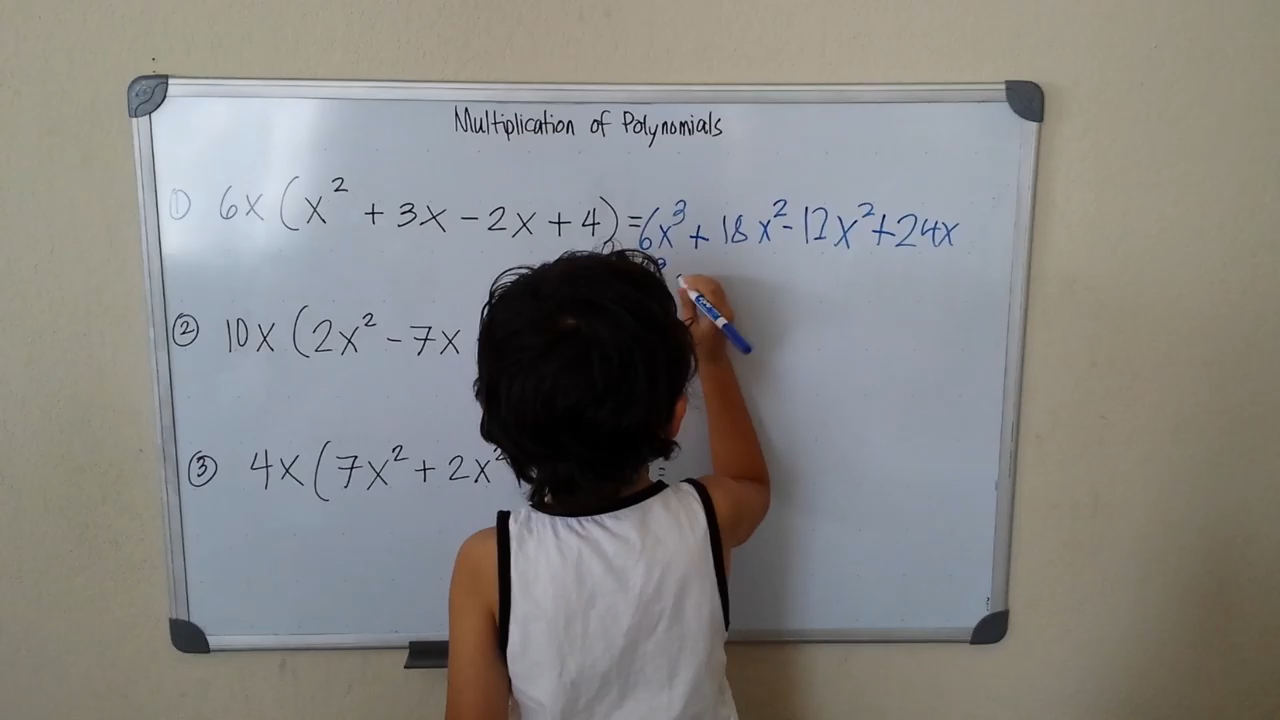 Multiplication of Polynomials
① 6x (x² + 3x - 2x + 4) = 6x³ + 18x² - 12x² + 24x
② 10x (2x² - 7x
③ 4x (7x² + 2x² =